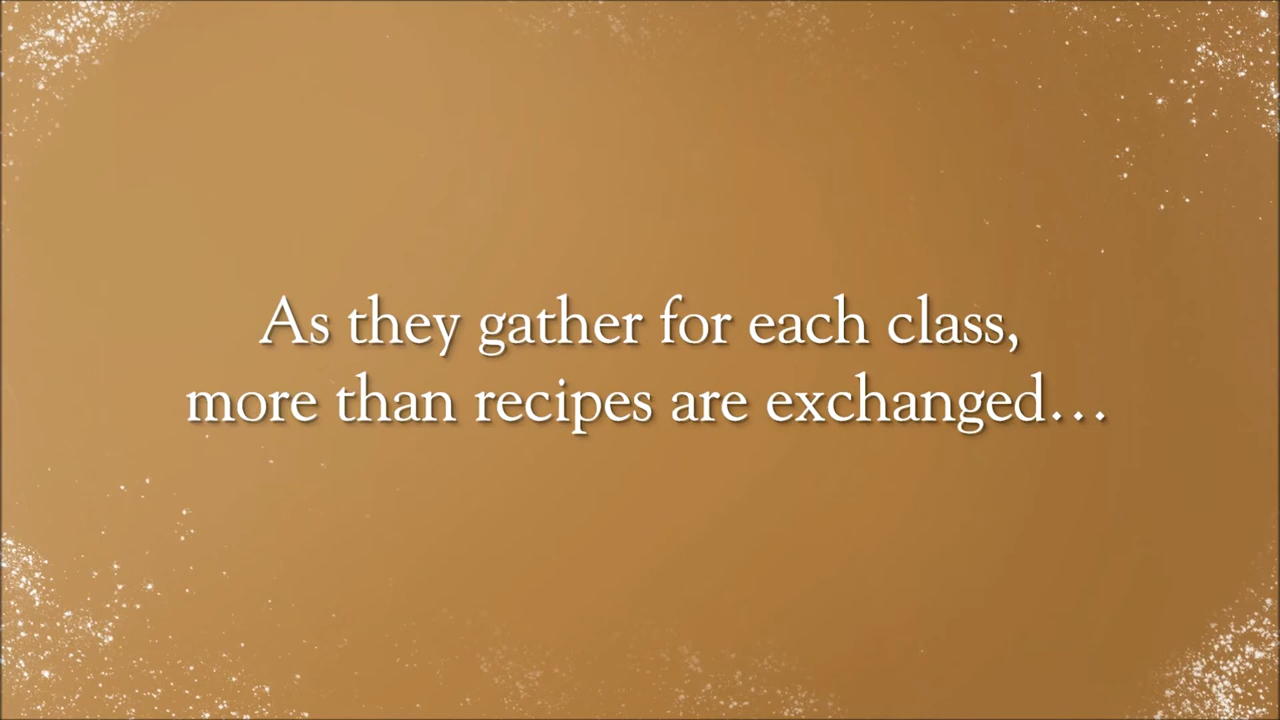 As they gather for each class,
more than recipes are exchanged…